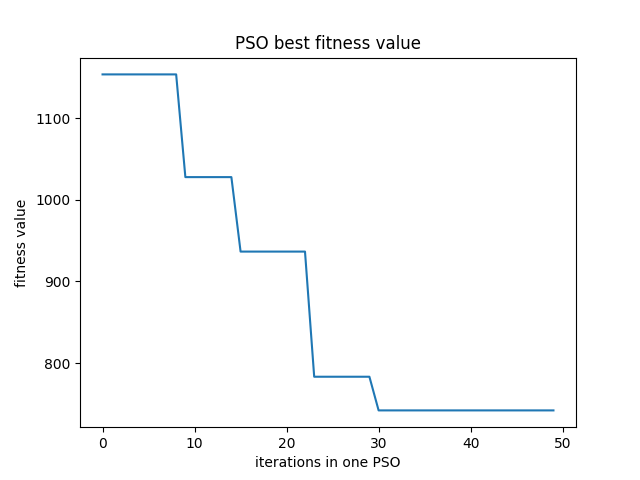 PSO best fitness value
fitness value
1100
1000
900
800
0 10 20 30 40 50
iterations in one PSO